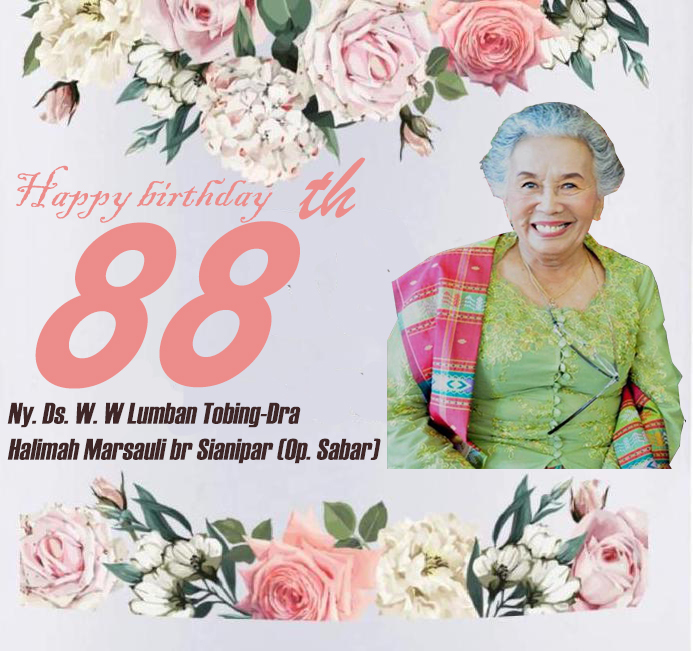 Happy birthday th
88
Ny. Ds. W. W Lumban Tobing-Dra
Halimah Marsauli br Sianipar (Op. Sabar)